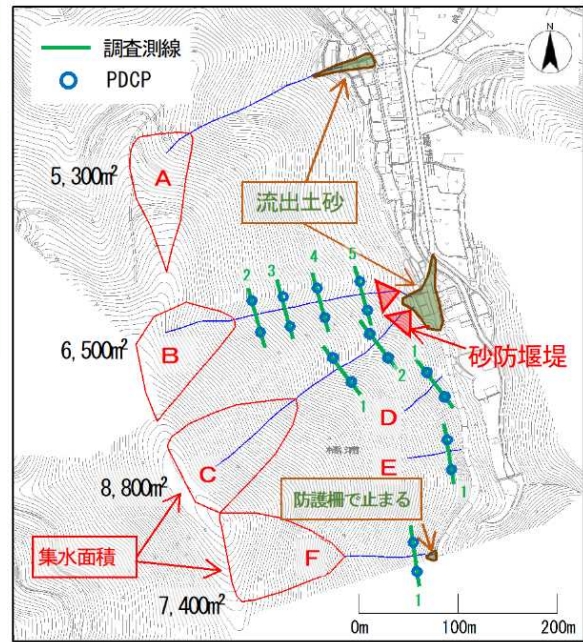 調査測線
PDCP
N
5,300m²
A
流出土砂
2
3
4
5
6,500m²
B
砂防堰堤
1
2
1
D
C
E
8,800m²
橘浦
1
防護柵で止まる
集水面積
F
7,400m²
1
0m
100m
200m